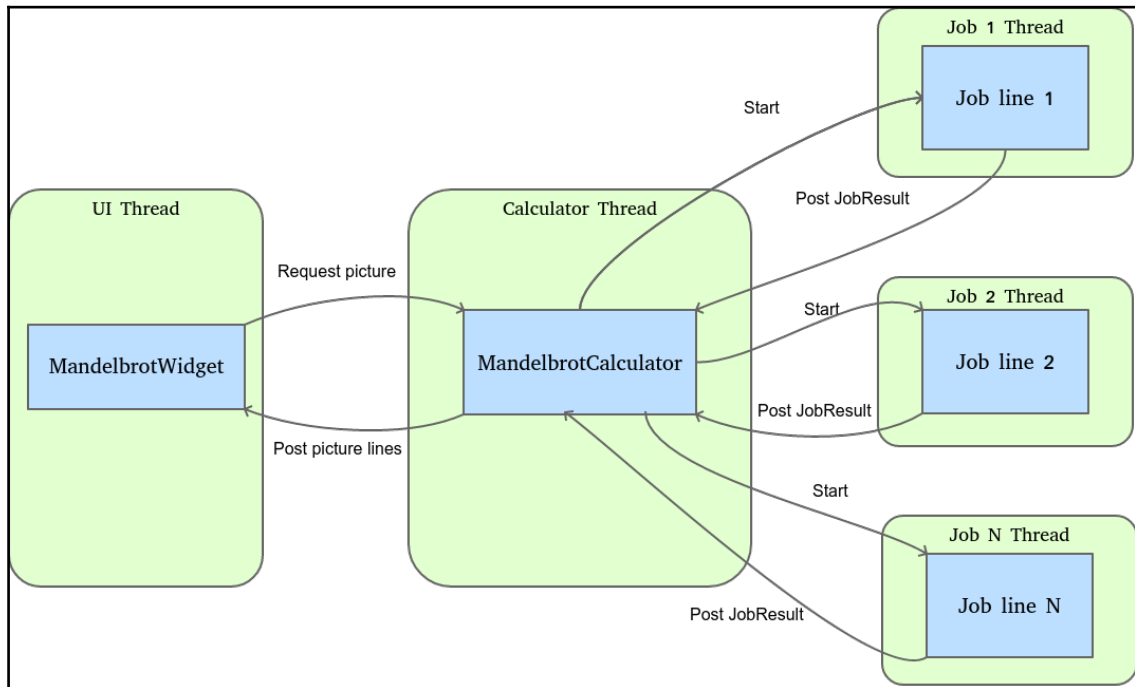 UI Thread
MandelbrotWidget
Request picture
Post picture lines
Calculator Thread
MandelbrotCalculator
Start
Post JobResult
Job 1 Thread
Job line 1
Start
Post JobResult
Job 2 Thread
Job line 2
Start
Post JobResult
Job N Thread
Job line N